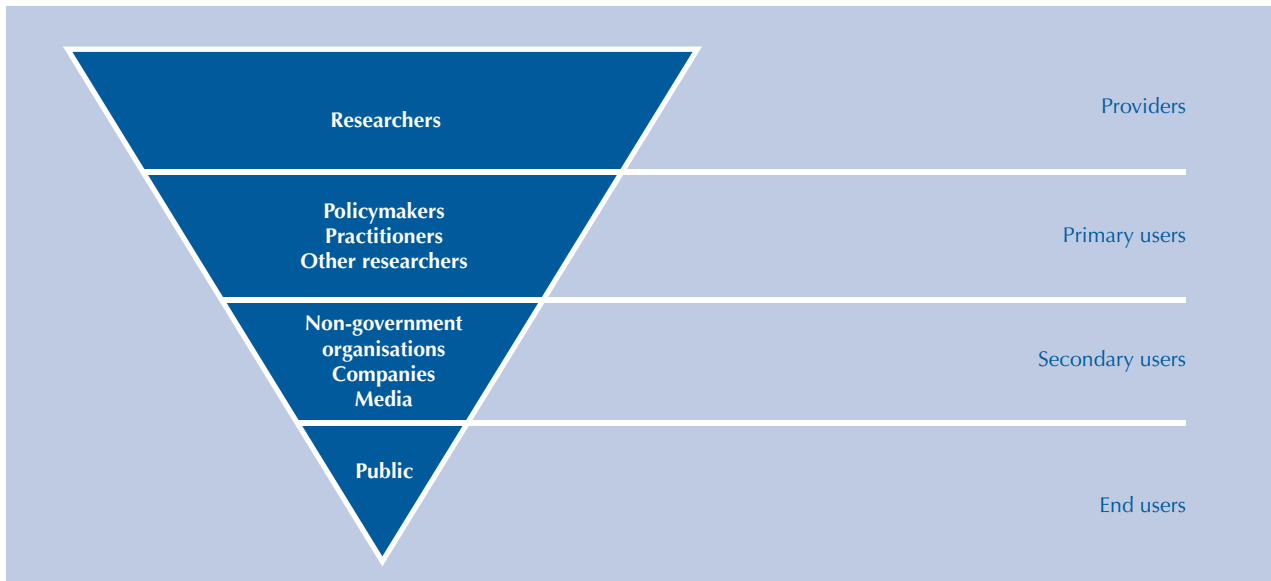 Researchers
Providers
Policymakers
Practitioners
Other researchers
Primary users
Non-government
organisations
Companies
Media
Secondary users
Public
End users